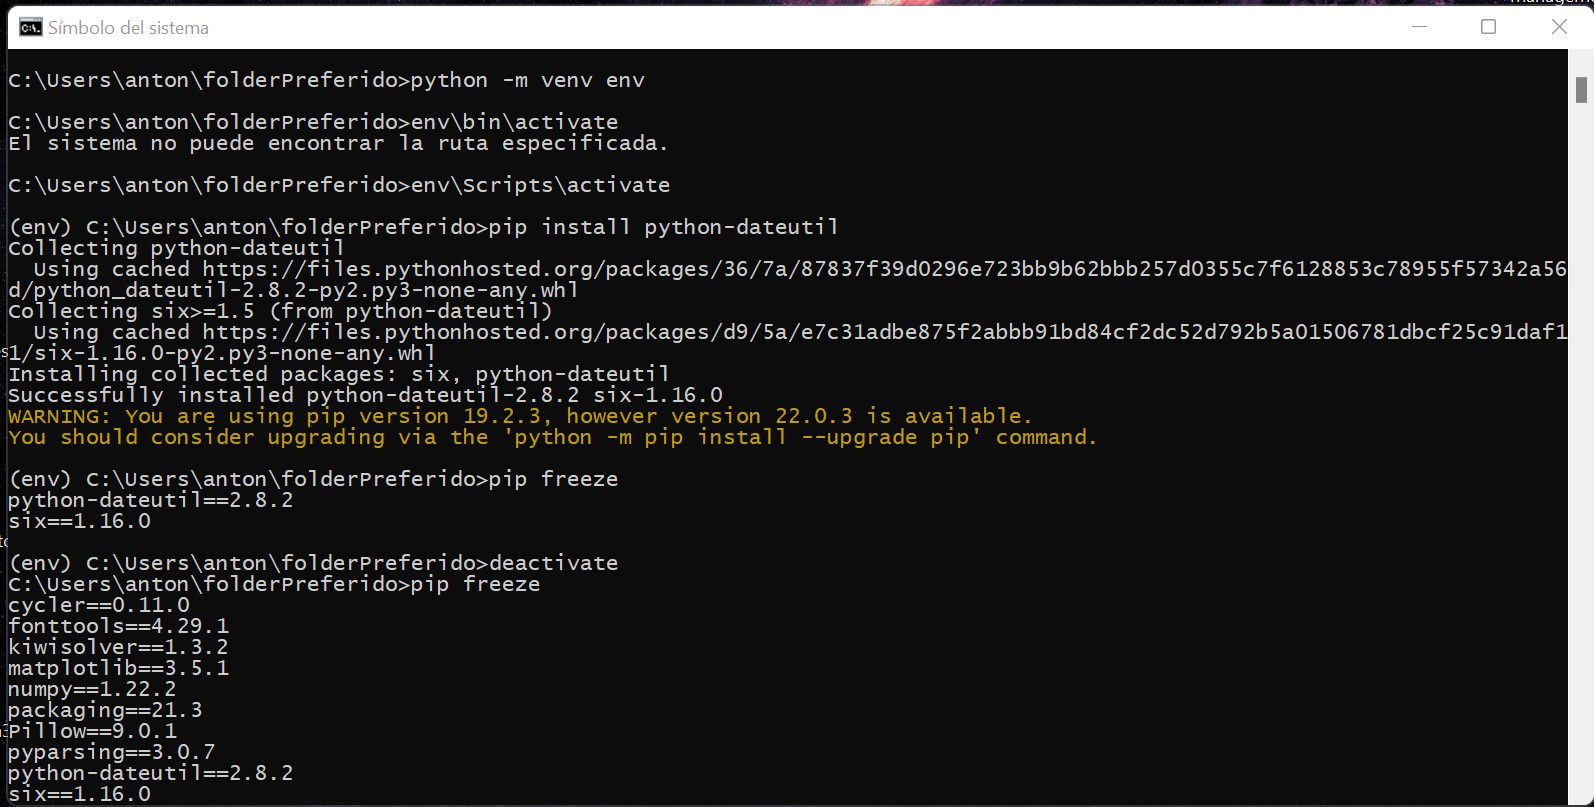 managem
Símbolo del sistema
C:\Users\anton\folderPreferido>python -m venv env
C:\Users\anton\folderPreferido>env\bin\activate
El sistema no puede encontrar la ruta especificada.
C:\Users\anton\folderPreferido>env\Scripts\activate
(env) C:\Users\anton\folderPreferido>pip install python-dateutil
Collecting python-dateutil
  Using cached https://files.pythonhosted.org/packages/36/7a/87837f39d0296e723bb9b62bbb257d0355c7f6128853c78955f57342a56
d/python_dateutil-2.8.2-py2.py3-none-any.whl
Collecting six>=1.5 (from python-dateutil)
  Using cached https://files.pythonhosted.org/packages/d9/5a/e7c31adbe875f2abbb91bd84cf2dc52d792b5a01506781dbcf25c91daf1
1/six-1.16.0-py2.py3-none-any.whl
Installing collected packages: six, python-dateutil
Successfully installed python-dateutil-2.8.2 six-1.16.0
WARNING: You are using pip version 19.2.3, however version 22.0.3 is available.
You should consider upgrading via the 'python -m pip install --upgrade pip' command.
(env) C:\Users\anton\folderPreferido>pip freeze
python-dateutil==2.8.2
six==1.16.0
(env) C:\Users\anton\folderPreferido>deactivate
C:\Users\anton\folderPreferido>pip freeze
cycler==0.11.0
fonttools==4.29.1
kiwisolver==1.3.2
matplotlib==3.5.1
numpy==1.22.2
packaging==21.3
Pillow==9.0.1
pyparsing==3.0.7
python-dateutil==2.8.2
six==1.16.0